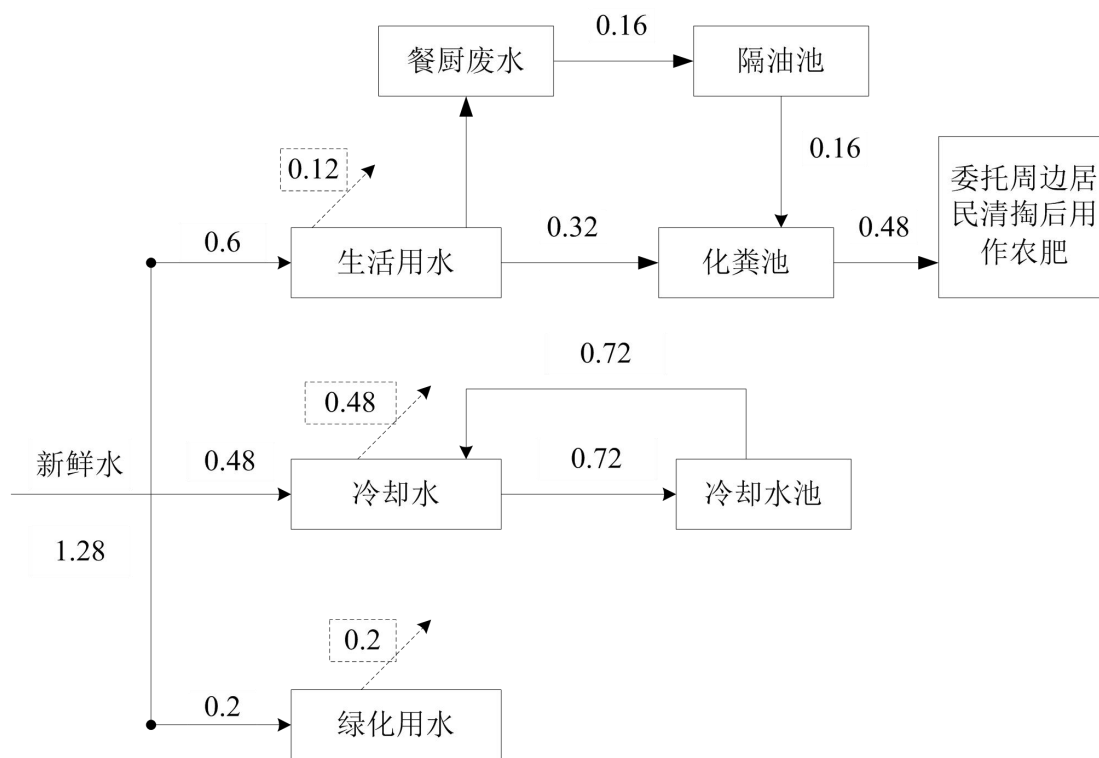 餐厨废水
0.16
隔油池
0.12
0.16
委托周边居
民清掏后用
作农肥
0.6
生活用水
0.32
化粪池
0.48
0.72
0.48
新鲜水
0.48
冷却水
0.72
冷却水池
1.28
0.2
0.2
绿化用水